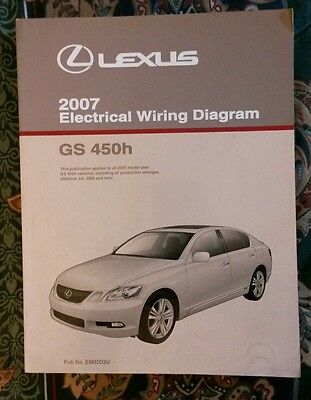 LEXUS
2007
Electrical Wiring Diagram
GS 450h
This publication applies to all 2007 model year
GS 450h vehicles, including all production changes
effective Jul, 2006 and later.
Pub. No. EM02D2U